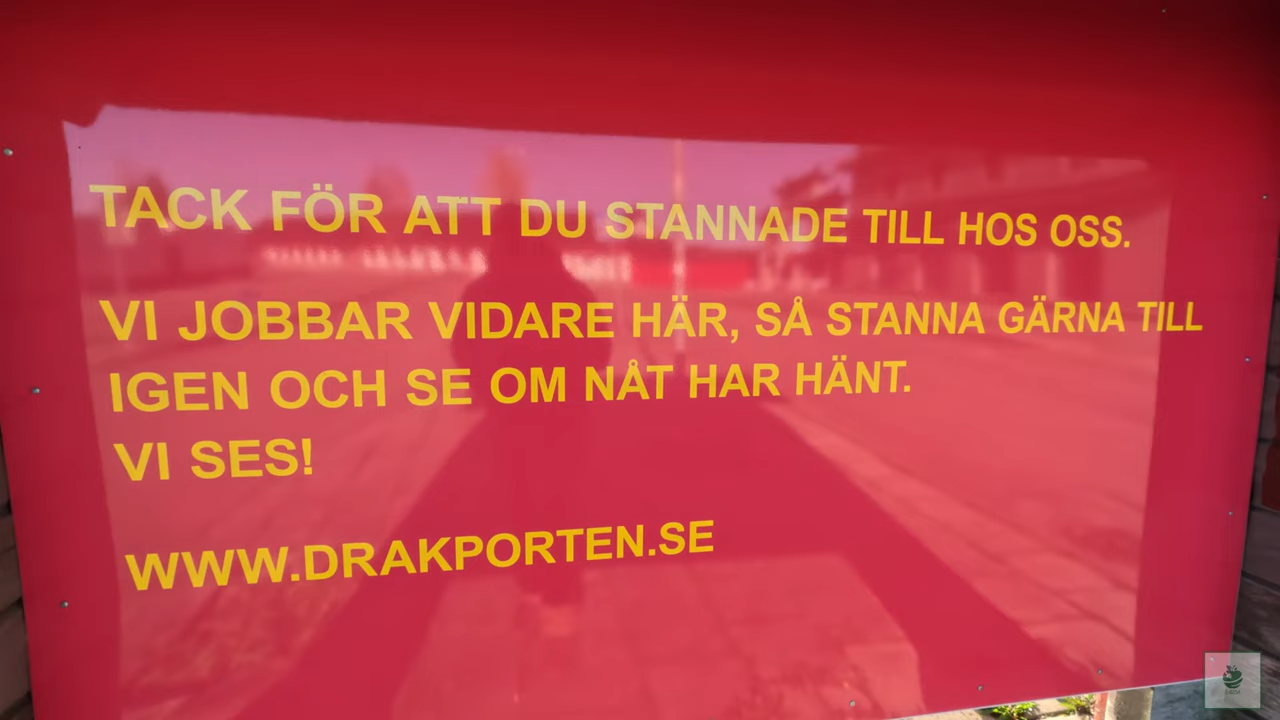 TACK FÖR ATT DU STANNADE TILL HOS OSS.
VI JOBBAR VIDARE HÄR, SÅ STANNA GÄRNA TILL
IGEN OCH SE OM NÅT HAR HÄNT.
VI SES!
WWW.DRAKPORTEN.SE